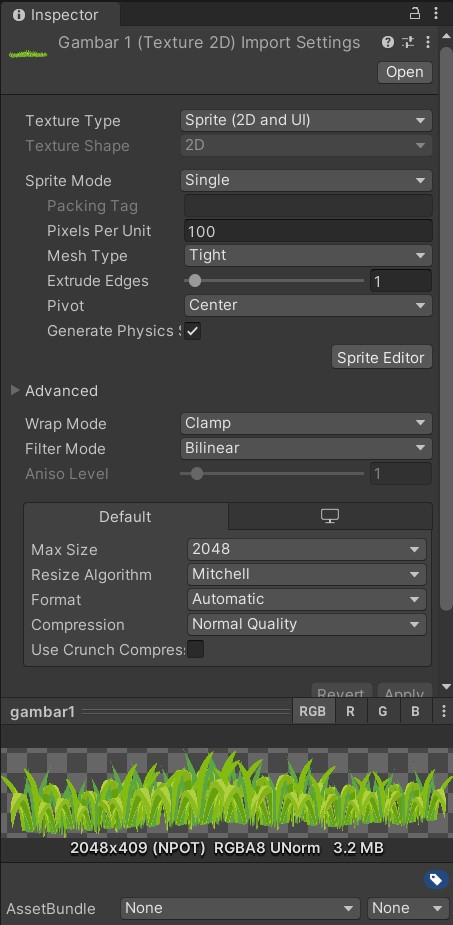 Inspector
Gambar 1 (Texture 2D) Import Settings
Open
Texture Type Sprite (2D and UI)
Texture Shape 2D
Sprite Mode Single
Packing Tag
Pixels Per Unit 100
Mesh Type Tight
Extrude Edges 1
Pivot Center
Generate Physics S
Sprite Editor
Advanced
Wrap Mode Clamp
Filter Mode Bilinear
Aniso Level 1
Default
Max Size 2048
Resize Algorithm Mitchell
Format Automatic
Compression Normal Quality
Use Crunch Compres
Revert Apply
gambar1 RGB R G B
2048x409 (NPOT) RGBA8 UNorm 3.2 MB
AssetBundle None None